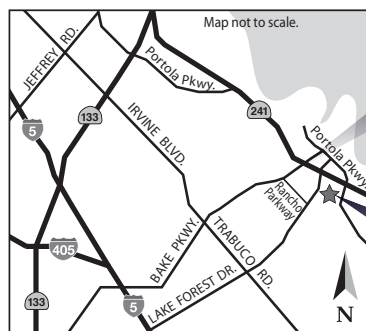 Map not to scale.
JEFFREY RD.
Portola Pkwy.
133
241
5
IRVINE BLVD.
Portola Pkwy.
Rancho
Parkway
405
BAKE PKWY.
TRABUCO RD.
LAKE FOREST DR.
133
5
N